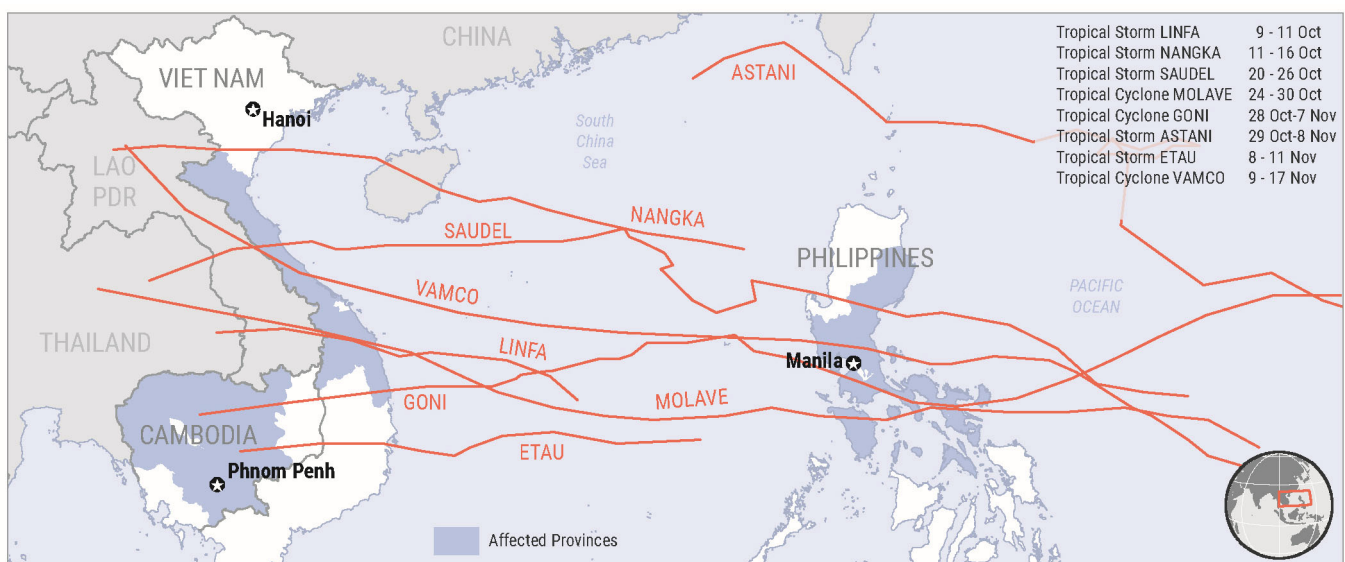 CHINA
VIET NAM
Hanoi
LAO
PDR
THAILAND
CAMBODIA
Phnom Penh
South
China
Sea
ASTANI
NANGKA
SAUDEL
VAMCO
LINFA
GONI
MOLAVE
ETAU
PHILIPPINES
Manila
PACIFIC
OCEAN
Tropical Storm LINFA 9 - 11 Oct
Tropical Storm NANGKA 11 - 16 Oct
Tropical Storm SAUDEL 20 - 26 Oct
Tropical Cyclone MOLAVE 24 - 30 Oct
Tropical Cyclone GONI 28 Oct-7 Nov
Tropical Storm ASTANI 29 Oct-8 Nov
Tropical Storm ETAU 8 - 11 Nov
Tropical Cyclone VAMCO 9 - 17 Nov
Affected Provinces